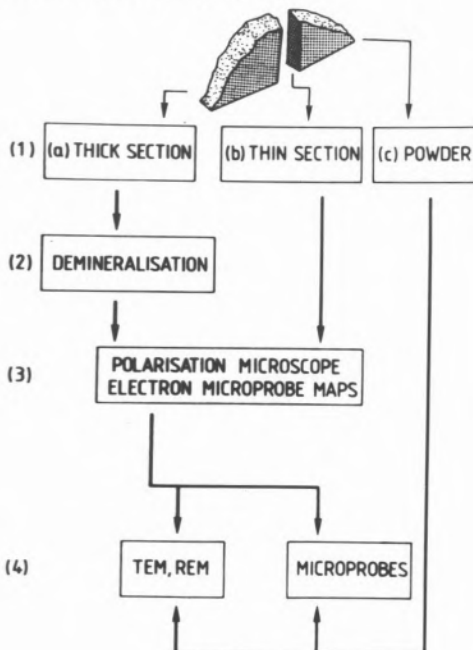 (1) (a) THICK SECTION (b) THIN SECTION (c) POWDER
(2) DEMINERALISATION
(3) POLARISATION MICROSCOPE
ELECTRON MICROPROBE MAPS
(4) TEM, REM MICROPROBES